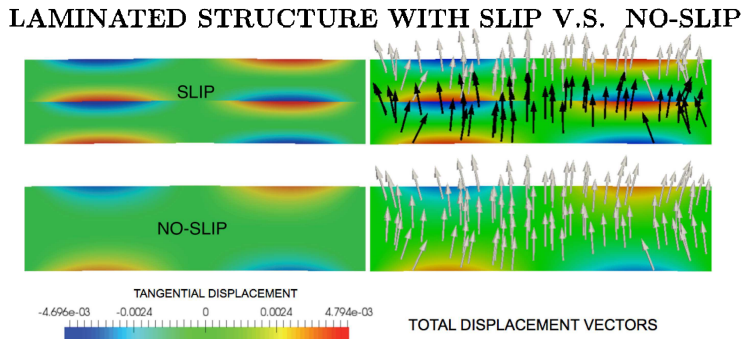 LAMINATED STRUCTURE WITH SLIP V.S. NO-SLIP
SLIP
NO-SLIP
TANGENTIAL DISPLACEMENT
-4.696e-03 -0.0024 0 0.0024 4.794e-03
TOTAL DISPLACEMENT VECTORS